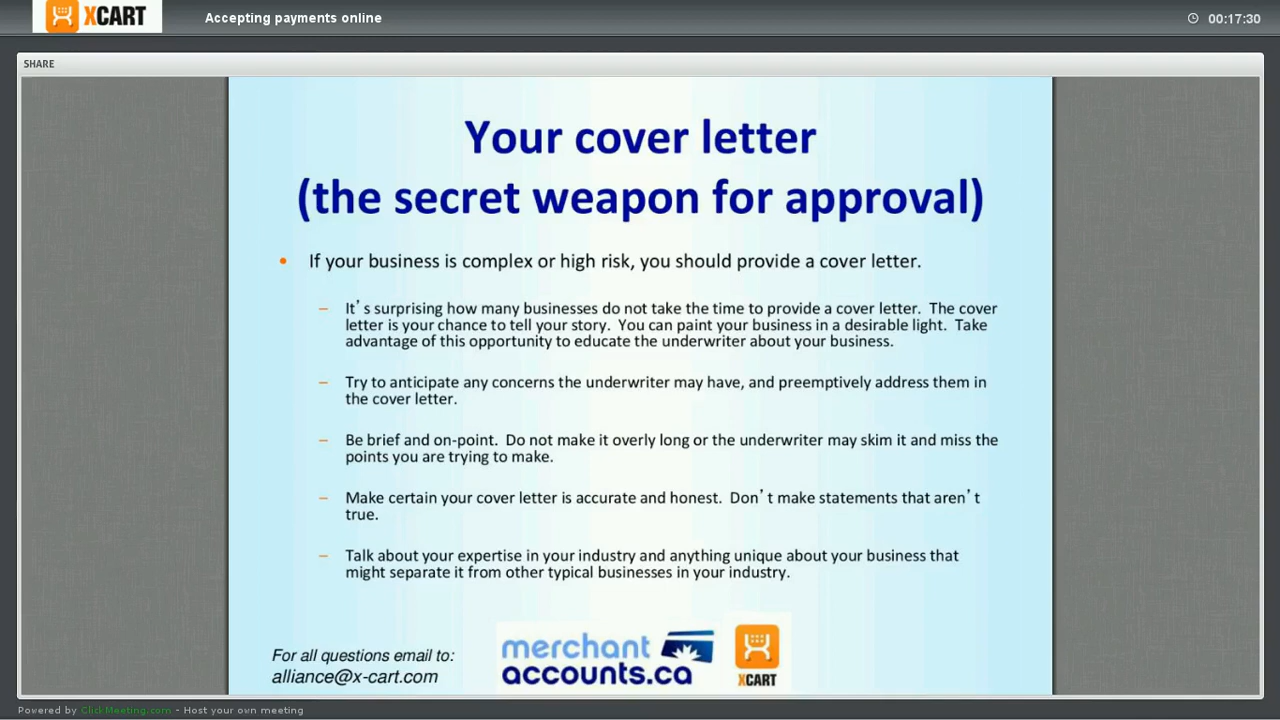 XCART
Accepting payments online
00:17:30
SHARE
Your cover letter
(the secret weapon for approval)
• If your business is complex or high risk, you should provide a cover letter.
– It's surprising how many businesses do not take the time to provide a cover letter. The cover
letter is your chance to tell your story. You can paint your business in a desirable light. Take
advantage of this opportunity to educate the underwriter about your business.
– Try to anticipate any concerns the underwriter may have, and preemptively address them in
the cover letter.
– Be brief and on-point. Do not make it overly long or the underwriter may skim it and miss the
points you are trying to make.
– Make certain your cover letter is accurate and honest. Don't make statements that aren't
true.
– Talk about your expertise in your industry and anything unique about your business that
might separate it from other typical businesses in your industry.
For all questions email to:
alliance@x-cart.com
merchant
accounts.ca
XCART
Powered by ClickMeeting.com - Host your own meeting